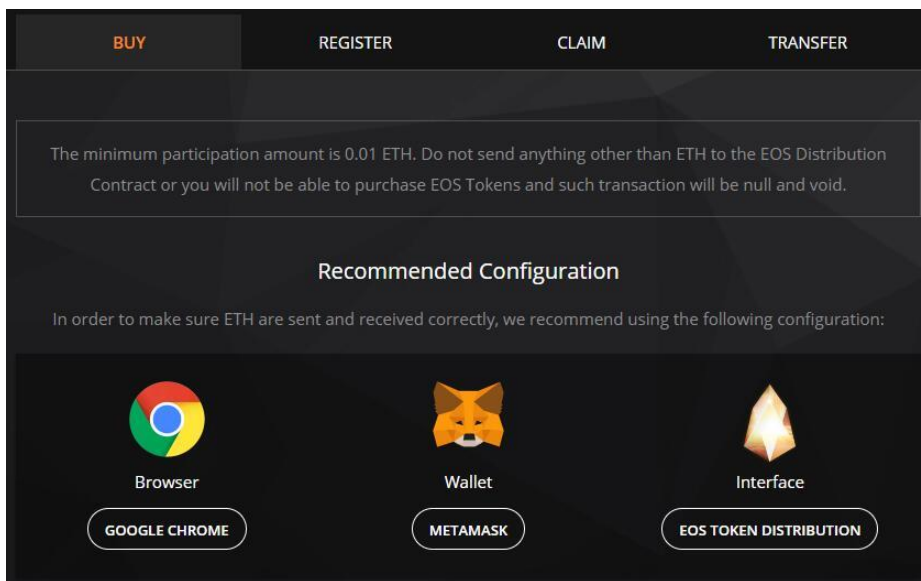 BUY REGISTER CLAIM TRANSFER
The minimum participation amount is 0.01 ETH. Do not send anything other than ETH to the EOS Distribution
Contract or you will not be able to purchase EOS Tokens and such transaction will be null and void.
Recommended Configuration
In order to make sure ETH are sent and received correctly, we recommend using the following configuration:
Browser Wallet Interface
GOOGLE CHROME METAMASK EOS TOKEN DISTRIBUTION